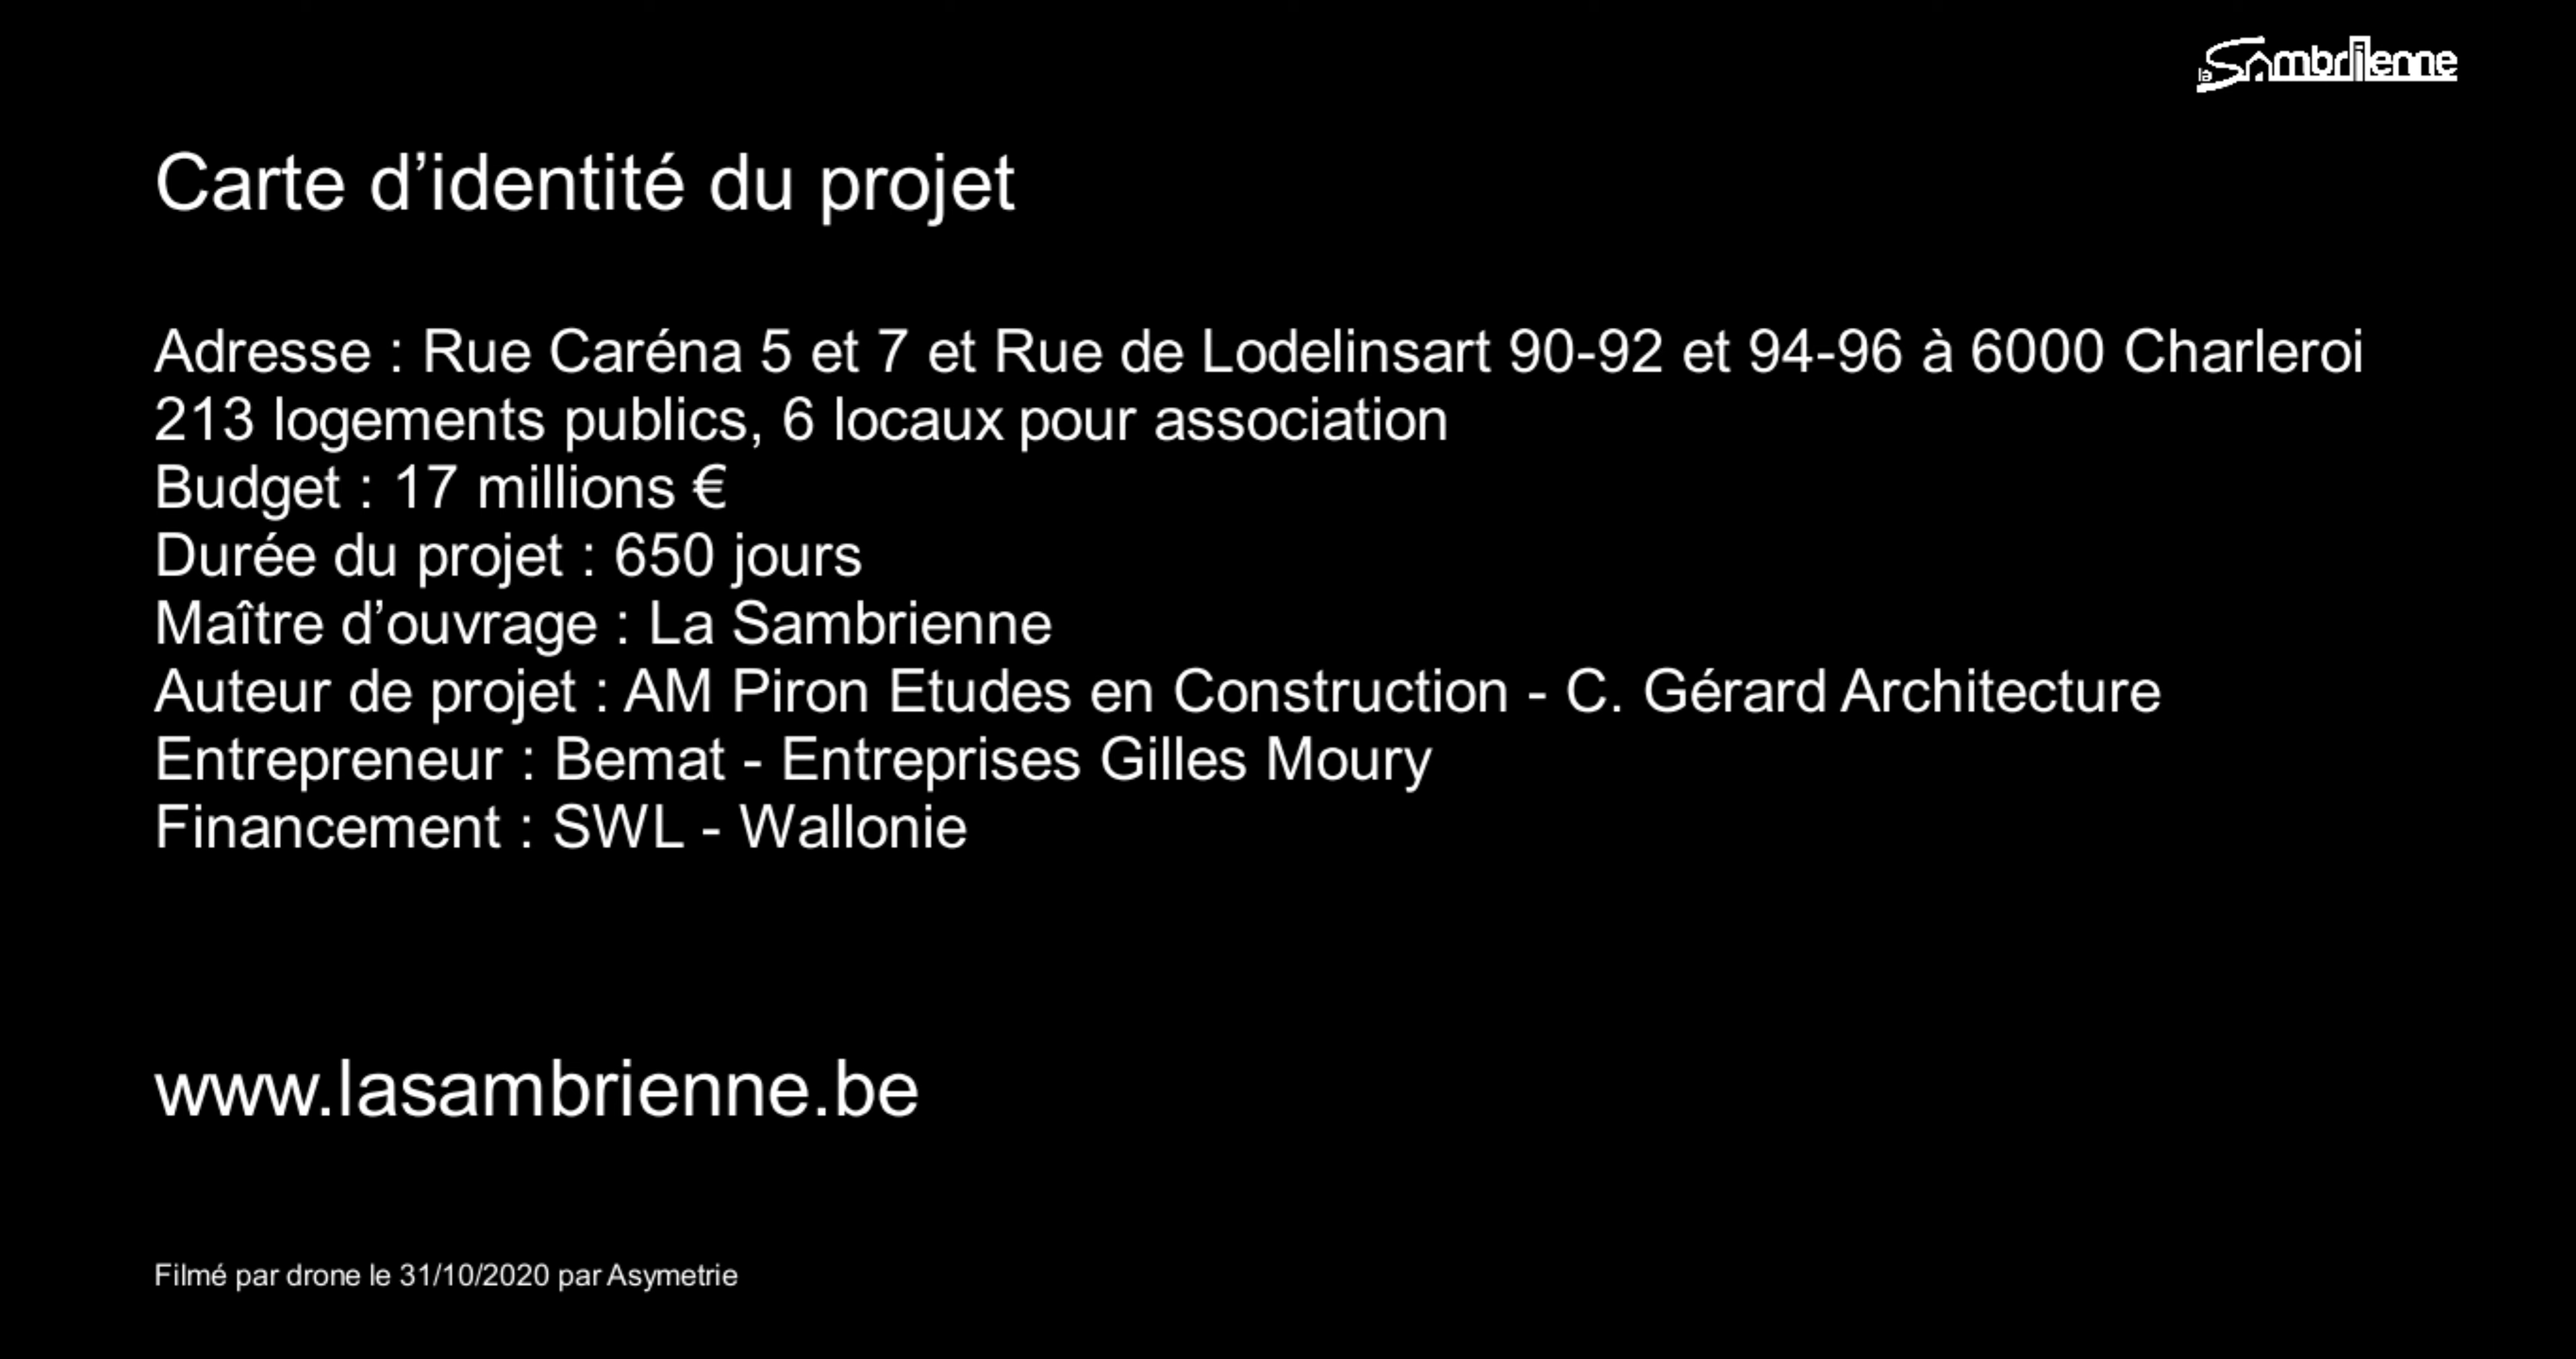 la Sambrienne
Carte d’identité du projet
Adresse : Rue Caréna 5 et 7 et Rue de Lodelinsart 90-92 et 94-96 à 6000 Charleroi
213 logements publics, 6 locaux pour association
Budget : 17 millions €
Durée du projet : 650 jours
Maître d’ouvrage : La Sambrienne
Auteur de projet : AM Piron Etudes en Construction - C. Gérard Architecture
Entrepreneur : Bemat - Entreprises Gilles Moury
Financement : SWL - Wallonie
www.lasambrienne.be
Filmé par drone le 31/10/2020 par Asymetrie